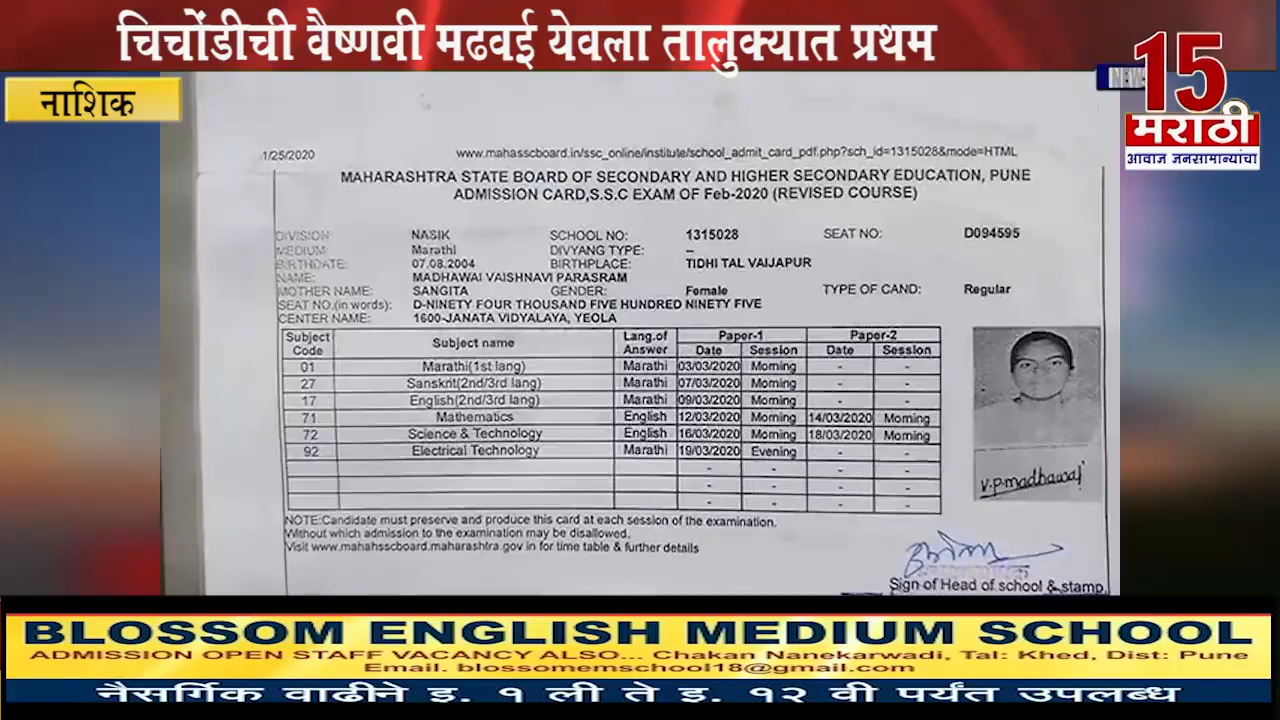 चिचोंडीची वैष्णवी मढवई येवला तालुक्यात प्रथम
नाशिक
15
मराठी
आवाज जनसामान्यांचा
1/25/2020 www.mahasscboard.in/ssc_online/institute/school_admit_card_pdf.php?sch_id=1315028&mode=HTML
MAHARASHTRA STATE BOARD OF SECONDARY AND HIGHER SECONDARY EDUCATION, PUNE
ADMISSION CARD,S.S.C EXAM OF Feb-2020 (REVISED COURSE)
DIVISION NASIK SCHOOL NO: 1315028 SEAT NO: D094595
MEDIUM: Marathi DIVYANG TYPE: –
BIRTHDATE: 07.08.2004 BIRTHPLACE: TIDHI TAL VAIJAPUR
NAME: MADHAWAI VAISHNAVI PARASRAM
MOTHER NAME: SANGITA GENDER: Female TYPE OF CAND: Regular
SEAT NO.(in words): D-NINETY FOUR THOUSAND FIVE HUNDRED NINETY FIVE
CENTER NAME: 1600-JANATA VIDYALAYA, YEOLA
Subject Code Subject name Lang.of Answer Paper-1 Paper-2
Date Session Date Session
01 Marathi(1st lang) Marathi 03/03/2020 Morning - -
27 Sanskrit(2nd/3rd lang) Marathi 07/03/2020 Morning - -
17 English(2nd/3rd lang) Marathi 09/03/2020 Morning - -
71 Mathematics English 12/03/2020 Morning 14/03/2020 Morning
72 Science & Technology English 16/03/2020 Morning 18/03/2020 Morning
92 Electrical Technology Marathi 19/03/2020 Evening - -
- - -
- - -
- - -
V.P.madhawai
NOTE:Candidate must preserve and produce this card at each session of the examination.
Without which admission to the examination may be disallowed.
Visit www.mahahsscboard.maharashtra.gov in for time table & further details
Sign of Head of school & stamp
BLOSSOM ENGLISH MEDIUM SCHOOL
ADMISSION OPEN STAFF VACANCY ALSO... Chakan Nanekarwadi, Tal: Khed, Dist: Pune
Email. blossomemschool18@gmail.com
नैसर्गिक वाढीने इ. १ ली ते इ. १२ वी पर्यंत उपलब्ध